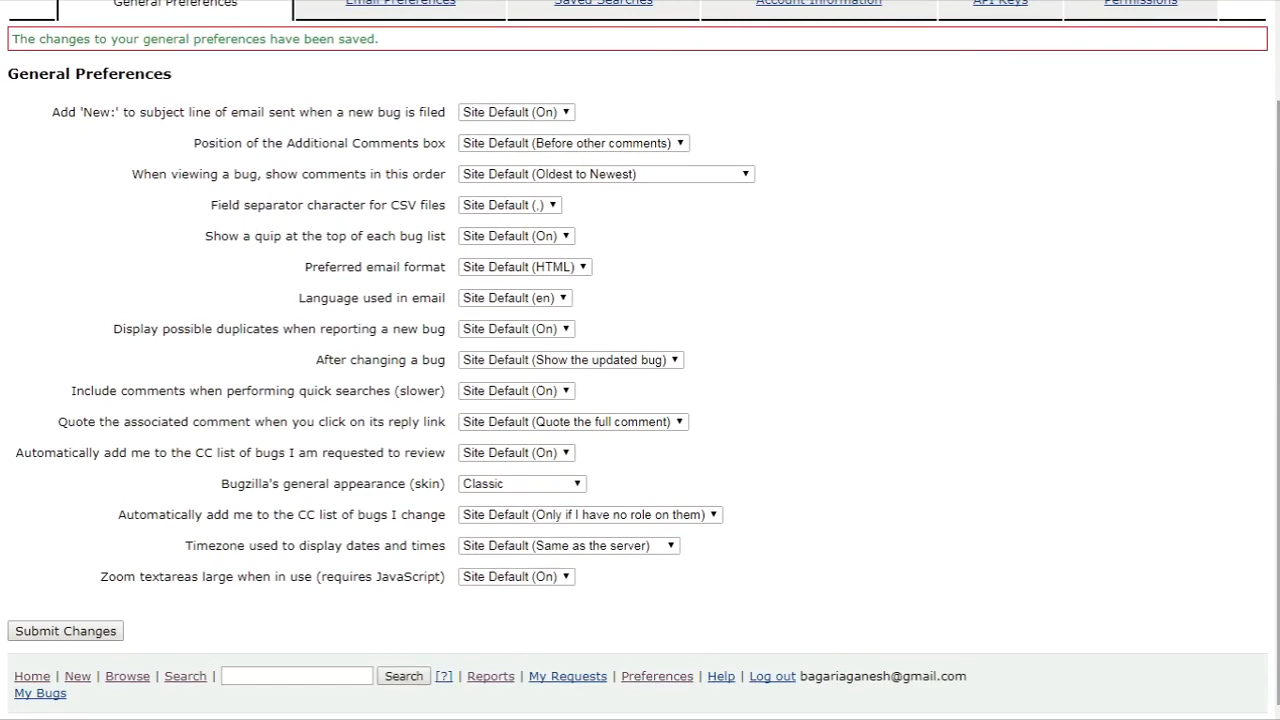 General Preferences Email Preferences Saved Searches Account Information API Keys Permissions
The changes to your general preferences have been saved.
General Preferences
Add 'New:' to subject line of email sent when a new bug is filed Site Default (On)
Position of the Additional Comments box Site Default (Before other comments)
When viewing a bug, show comments in this order Site Default (Oldest to Newest)
Field separator character for CSV files Site Default (,)
Show a quip at the top of each bug list Site Default (On)
Preferred email format Site Default (HTML)
Language used in email Site Default (en)
Display possible duplicates when reporting a new bug Site Default (On)
After changing a bug Site Default (Show the updated bug)
Include comments when performing quick searches (slower) Site Default (On)
Quote the associated comment when you click on its reply link Site Default (Quote the full comment)
Automatically add me to the CC list of bugs I am requested to review Site Default (On)
Bugzilla's general appearance (skin) Classic
Automatically add me to the CC list of bugs I change Site Default (Only if I have no role on them)
Timezone used to display dates and times Site Default (Same as the server)
Zoom textareas large when in use (requires JavaScript) Site Default (On)
Submit Changes
Home | New | Browse | Search | Search [?] | Reports | My Requests | Preferences | Help | Log out bagariaganesh@gmail.com
My Bugs